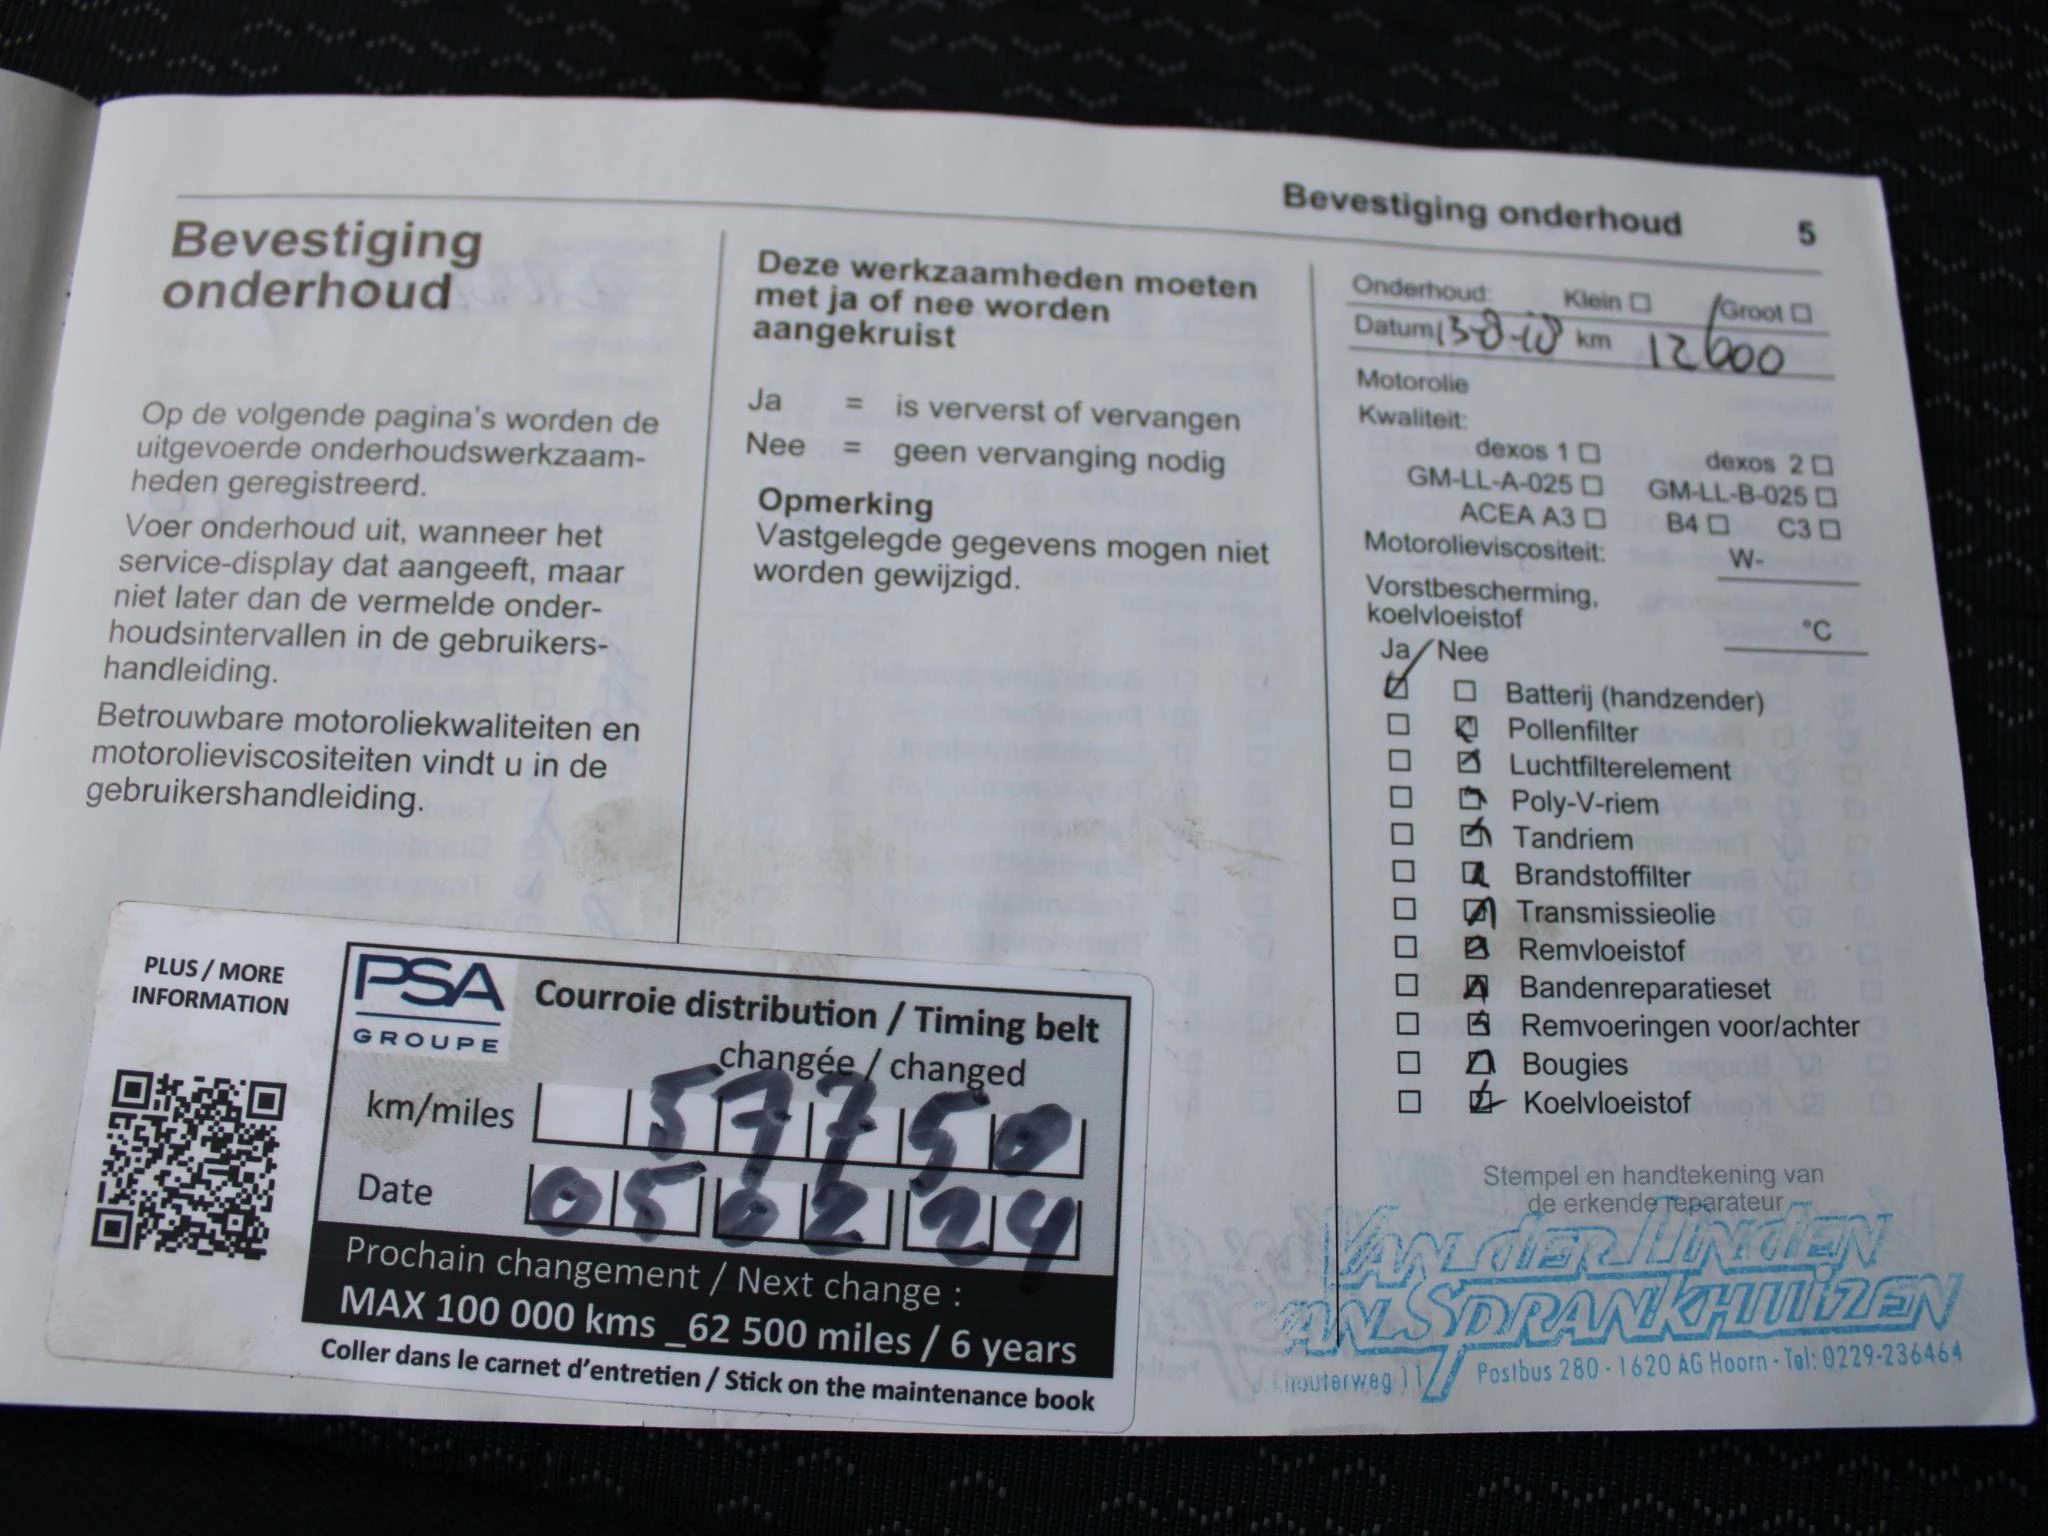 Bevestiging onderhoud 5
Bevestiging
onderhoud
Op de volgende pagina's worden de
uitgevoerde onderhoudswerkzaam-
heden geregistreerd.
Voer onderhoud uit, wanneer het
service-display dat aangeeft, maar
niet later dan de vermelde onder-
houdsintervallen in de gebruikers-
handleiding.
Betrouwbare motoroliekwaliteiten en
motorolieviscositeiten vindt u in de
gebruikershandleiding.
Deze werkzaamheden moeten
met ja of nee worden
aangekruist
Ja = is ververst of vervangen
Nee = geen vervanging nodig
Opmerking
Vastgelegde gegevens mogen niet
worden gewijzigd.
Onderhoud: Klein Groot
Datum 13-8-18 km 12600
Motorolie
Kwaliteit:
dexos 1 dexos 2
GM-LL-A-025 GM-LL-B-025
ACEA A3 B4 C3
Motorolieviscositeit: W-
Vorstbescherming,
koelvloeistof °C
Ja Nee
Batterij (handzender)
Pollenfilter
Luchtfilterelement
Poly-V-riem
Tandriem
Brandstoffilter
Transmissieolie
Remvloeistof
Bandenreparatieset
Remvoeringen voor/achter
Bougies
Koelvloeistof
Stempel en handtekening van
de erkende reparateur
VAN DER LINDEN
VAN SPRANKHUIZEN
Postbus 280 - 1620 AG Hoorn - Tel: 0229-236464
PLUS / MORE
INFORMATION
PSA
GROUPE
Courroie distribution / Timing belt
changée / changed
km/miles 57750
Date 05 02 24
Prochain changement / Next change :
MAX 100 000 kms _62 500 miles / 6 years
Coller dans le carnet d'entretien / Stick on the maintenance book